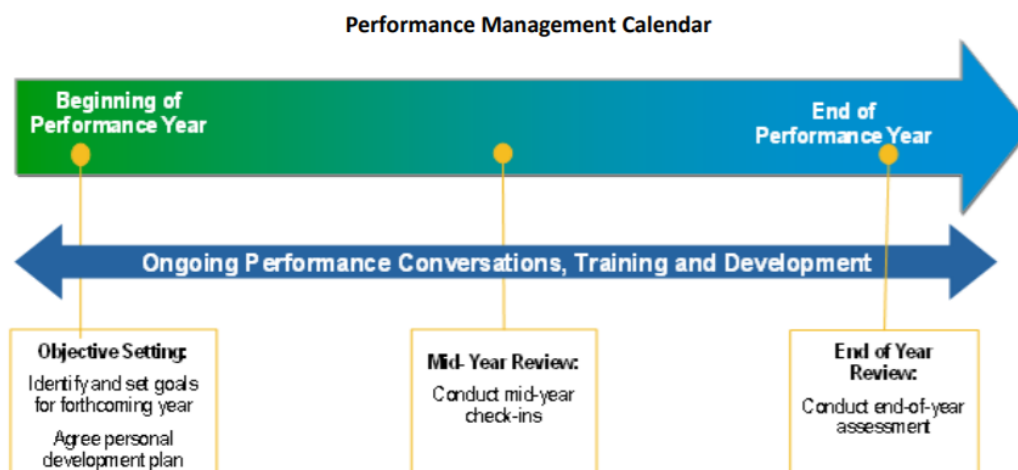 Performance Management Calendar
Beginning of
Performance Year
End of
Performance Year
Ongoing Performance Conversations, Training and Development
Objective Setting:
Identify and set goals
for forthcoming year
Agree personal
development plan
Mid- Year Review:
Conduct mid-year
check-ins
End of Year
Review:
Conduct end-of-year
assessment